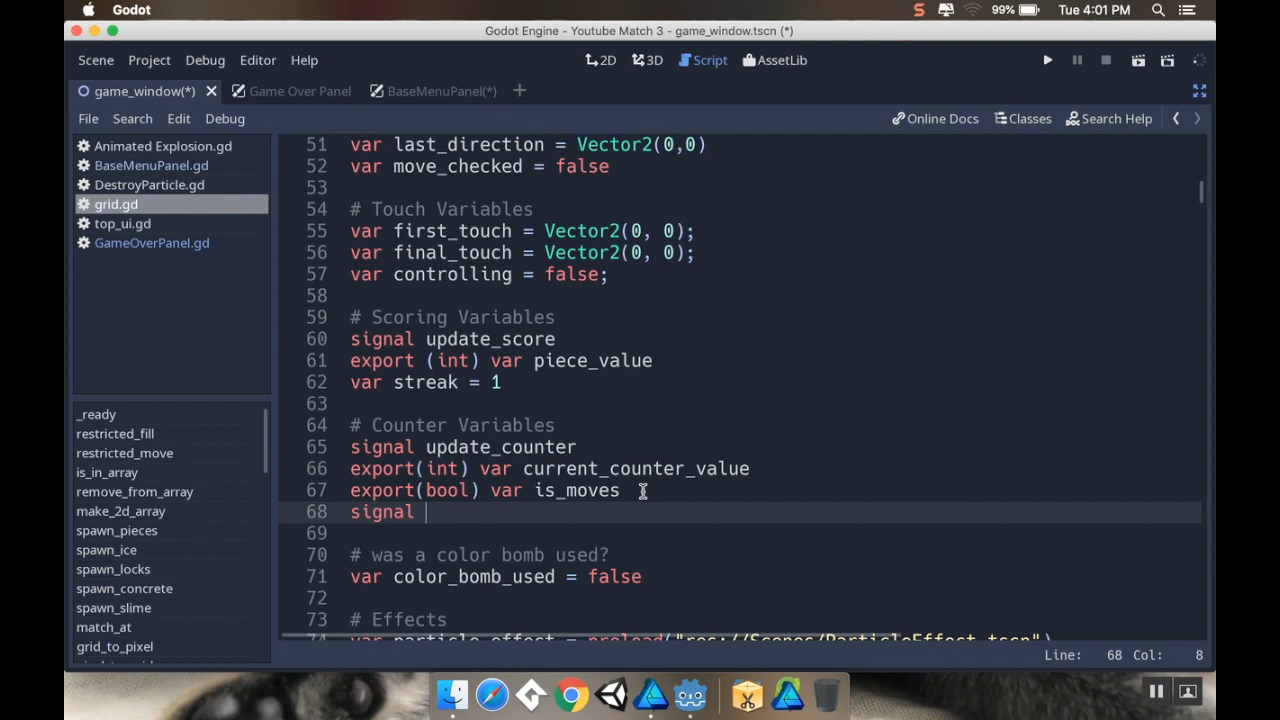 Godot
99%
Tue 4:01 PM
Godot Engine - Youtube Match 3 - game_window.tscn (*)
Scene Project Debug Editor Help
2D 3D Script AssetLib
game_window(*) Game Over Panel BaseMenuPanel(*)
File Search Edit Debug
Online Docs Classes Search Help
Animated Explosion.gd
BaseMenuPanel.gd
DestroyParticle.gd
grid.gd
top_ui.gd
GameOverPanel.gd
_ready
restricted_fill
restricted_move
is_in_array
remove_from_array
make_2d_array
spawn_pieces
spawn_ice
spawn_locks
spawn_concrete
spawn_slime
match_at
grid_to_pixel
51 var last_direction = Vector2(0,0)
52 var move_checked = false
53
54 # Touch Variables
55 var first_touch = Vector2(0, 0);
56 var final_touch = Vector2(0, 0);
57 var controlling = false;
58
59 # Scoring Variables
60 signal update_score
61 export (int) var piece_value
62 var streak = 1
63
64 # Counter Variables
65 signal update_counter
66 export(int) var current_counter_value
67 export(bool) var is_moves
68 signal
69
70 # was a color bomb used?
71 var color_bomb_used = false
72
73 # Effects
74 var particle_effect = preload("res://Scenes/ParticleEffect.tscn")
Line: 68 Col: 8